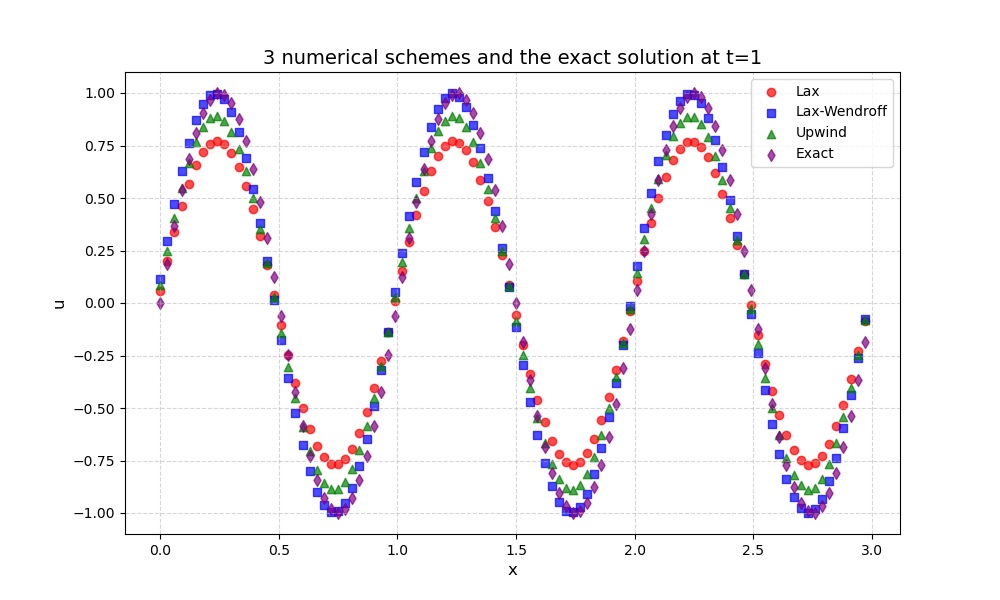 3 numerical schemes and the exact solution at t=1
Lax
Lax-Wendroff
Upwind
Exact
1.00
0.75
0.50
0.25
0.00
−0.25
−0.50
−0.75
−1.00
u
0.0 0.5 1.0 1.5 2.0 2.5 3.0
x